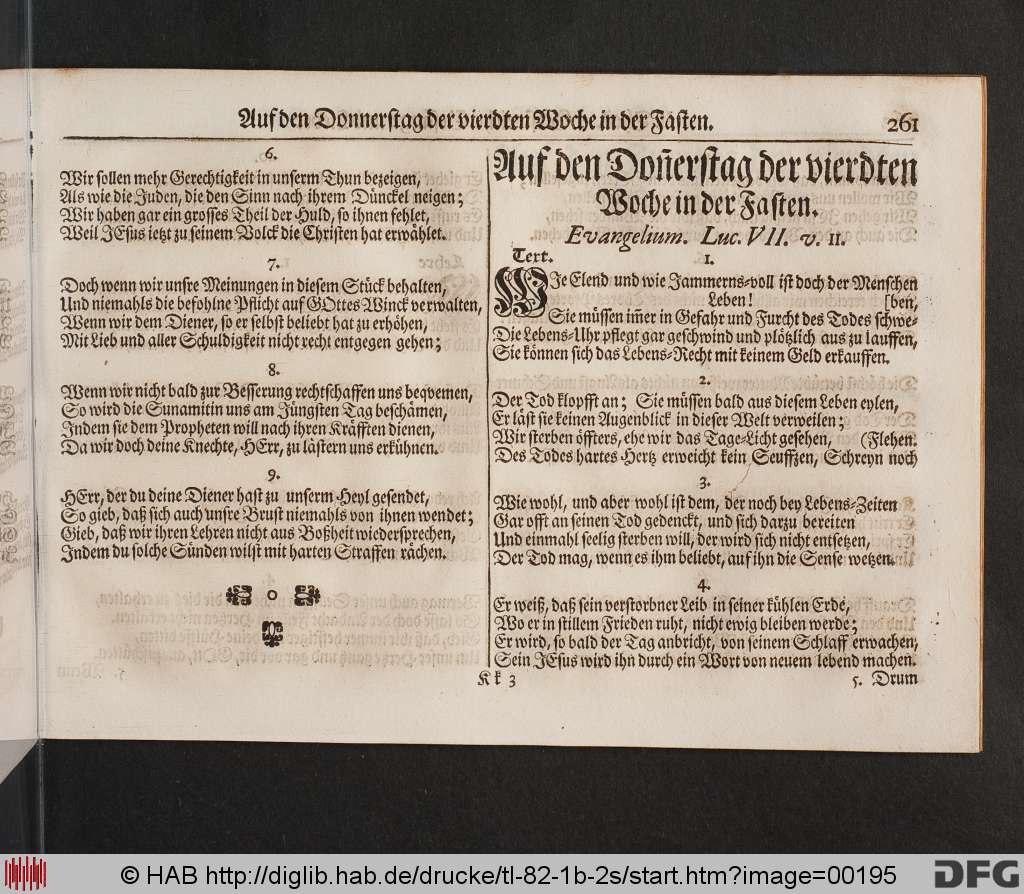 Auf den Donnerstag der vierdten Woche in der Fasten. 261
6.
Wir sollen mehr Gerechtigkeit in unserm Thun bezeigen,
Als wie die Juden, die den Sinn nach ihrem Dünckel neigen;
Wir haben gar ein grosses Theil der Huld, so ihnen fehlet,
Weil JEsus ietzt zu seinem Volck die Christen hat erwählet.
7.
Doch wenn wir unsre Meinungen in diesem Stück behalten,
Und niemahls die befohlne Pflicht auf GOttes Winck verwalten,
Wenn wir dem Diener, so er selbst beliebt hat zu erhöhen,
Mit Lieb und aller Schuldigkeit nicht recht entgegen gehen;
8.
Wenn wir nicht bald zur Besserung rechtschaffen uns beqvemen,
So wird die Sunamitin uns am Jüngsten Tag beschämen,
Indem sie dem Propheten will nach ihren Kräfften dienen,
Da wir doch deine Knechte, HErr, zu lästern uns erkühnen.
9.
HErr, der du deine Diener hast zu unserm Heyl gesendet,
So gieb, daß sich auch unsre Brust niemahls von ihnen wendet;
Gieb, daß wir ihren Lehren nicht aus Boßheit wiedersprechen,
Indem du solche Sünden wilst mit harten Straffen rächen.
Auf den Doñerstag der vierdten
Woche in der Fasten.
Evangelium. Luc. VII. v. 11.
Text. 1.
WJe Elend und wie Jammerns-voll ist doch der Menschen
Leben! [ben,
Sie müssen im̃er in Gefahr und Furcht des Todes schwe-
Die Lebens-Uhr pflegt gar geschwind und plötzlich aus zu lauffen,
Sie können sich das Lebens-Recht mit keinem Geld erkauffen.
2.
Der Tod klopfft an; Sie müssen bald aus diesem Leben eylen,
Er läst sie keinen Augenblick in dieser Welt verweilen;
Wir sterben öffters, ehe wir das Tage-Licht gesehen, (Flehen.
Des Todes hartes Hertz erweicht kein Seuffzen, Schreyn noch
3.
Wie wohl, und aber wohl ist dem, der noch bey Lebens-Zeiten
Gar offt an seinen Tod gedenckt, und sich darzu bereiten
Und einmahl seelig sterben will, der wird sich nicht entsetzen,
Der Tod mag, wenn es ihm beliebt, auf ihn die Sense wetzen.
4.
Er weiß, daß sein verstorbner Leib in seiner kühlen Erde,
Wo er in stillem Frieden ruht, nicht ewig bleiben werde;
Er wird, so bald der Tag anbricht, von seinem Schlaff erwachen,
Sein JEsus wird ihn durch ein Wort von neuem lebend machen.
K k 3 5. Drum
© HAB http://diglib.hab.de/drucke/tl-82-1b-2s/start.htm?image=00195
DFG